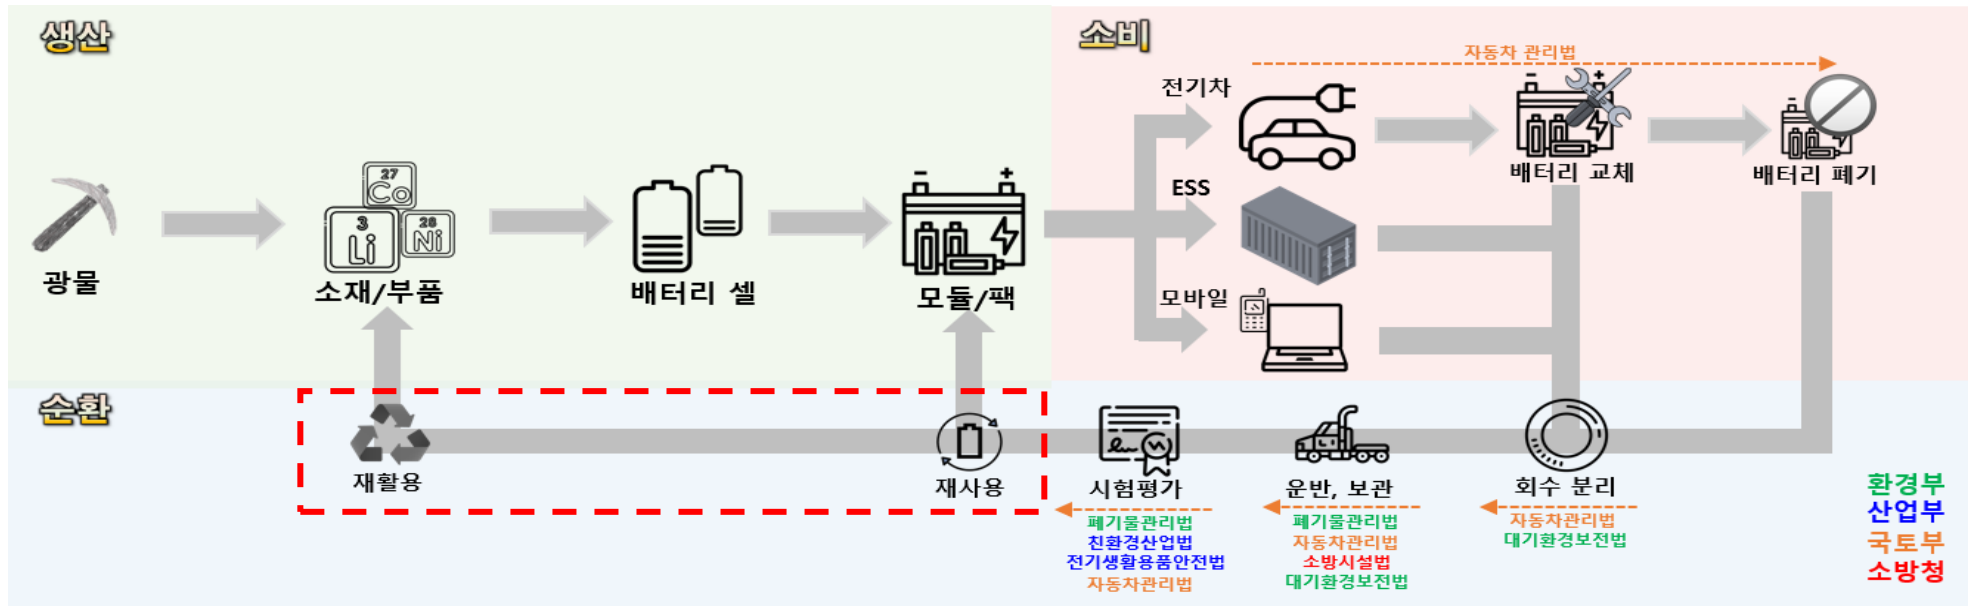 생산
광물
27
Co
3
Li
28
Ni
소재/부품
배터리 셀
모듈/팩
소비
자동차 관리법
전기차
배터리 교체
배터리 폐기
ESS
모바일
순환
재활용
재사용
시험평가
폐기물관리법
친환경산업법
전기생활용품안전법
자동차관리법
운반, 보관
폐기물관리법
자동차관리법
소방시설법
대기환경보전법
회수 분리
자동차관리법
대기환경보전법
환경부
산업부
국토부
소방청